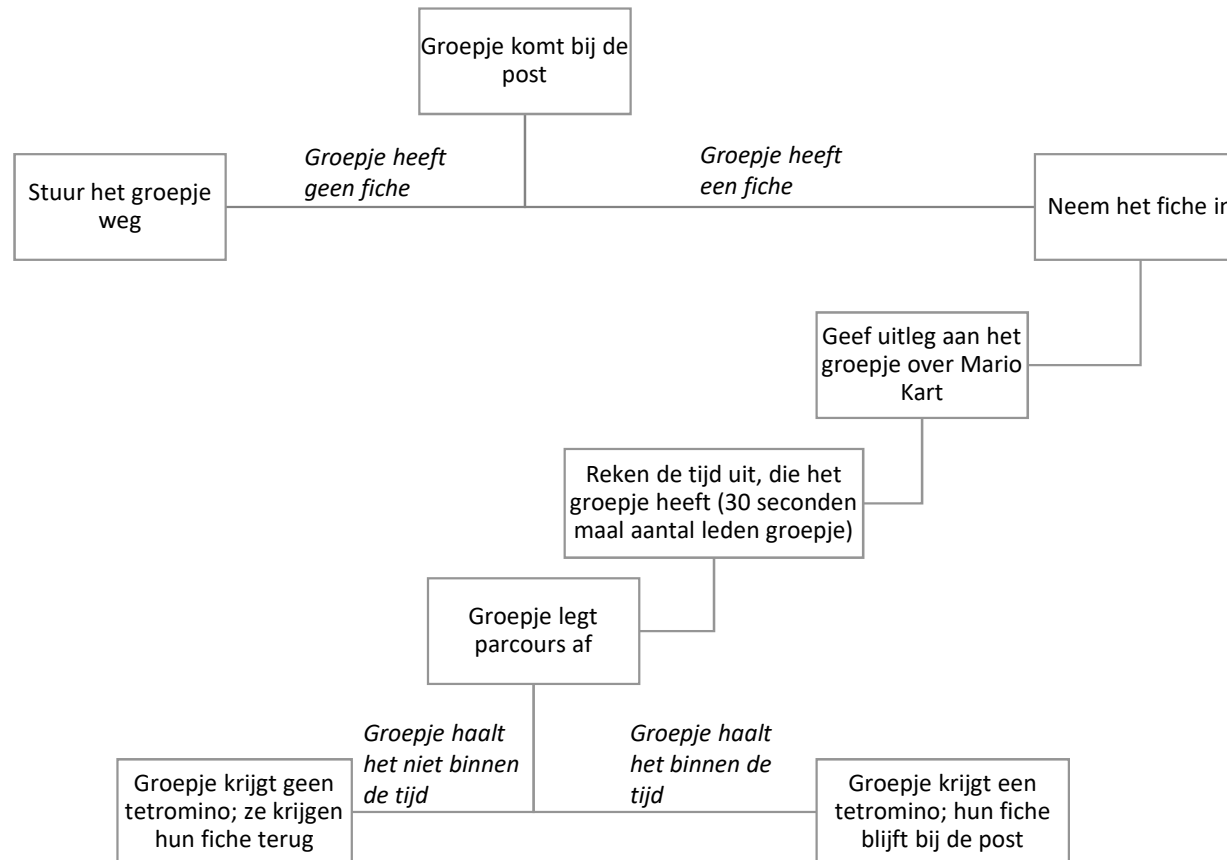 Groepje komt bij de
post
Groepje heeft
geen fiche
Groepje heeft
een fiche
Stuur het groepje
weg
Neem het fiche in
Geef uitleg aan het
groepje over Mario
Kart
Reken de tijd uit, die het
groepje heeft (30 seconden
maal aantal leden groepje)
Groepje legt
parcours af
Groepje haalt
het niet binnen
de tijd
Groepje haalt
het binnen de
tijd
Groepje krijgt geen
tetromino; ze krijgen
hun fiche terug
Groepje krijgt een
tetromino; hun fiche
blijft bij de post